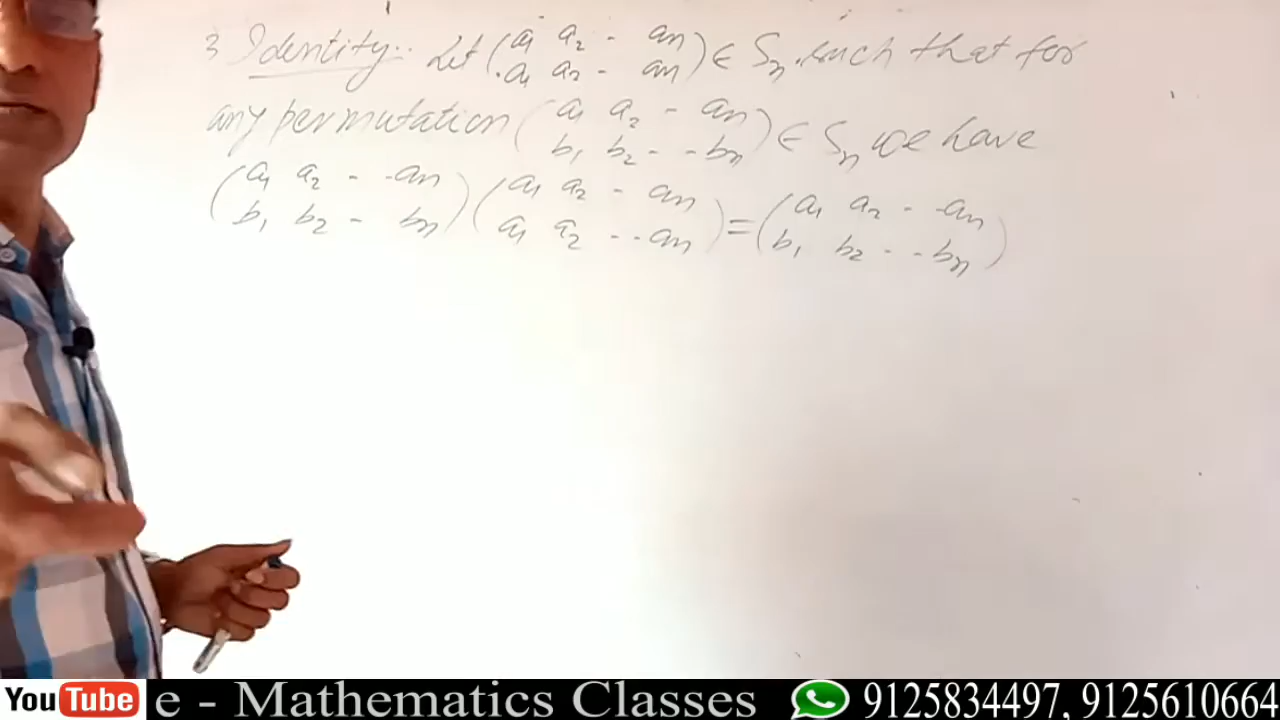 3 Identity:. Let (a1 a2 - an / a1 a2 - an) ∈ Sn such that for
any permutation (a1 a2 - an / b1 b2 - - bn) ∈ Sn we have
(a1 a2 - - an / b1 b2 - bn) (a1 a2 - an / a1 a2 - - an) = (a1 a2 - - an / b1 b2 - - bn)
YouTube e - Mathematics Classes 9125834497, 9125610664